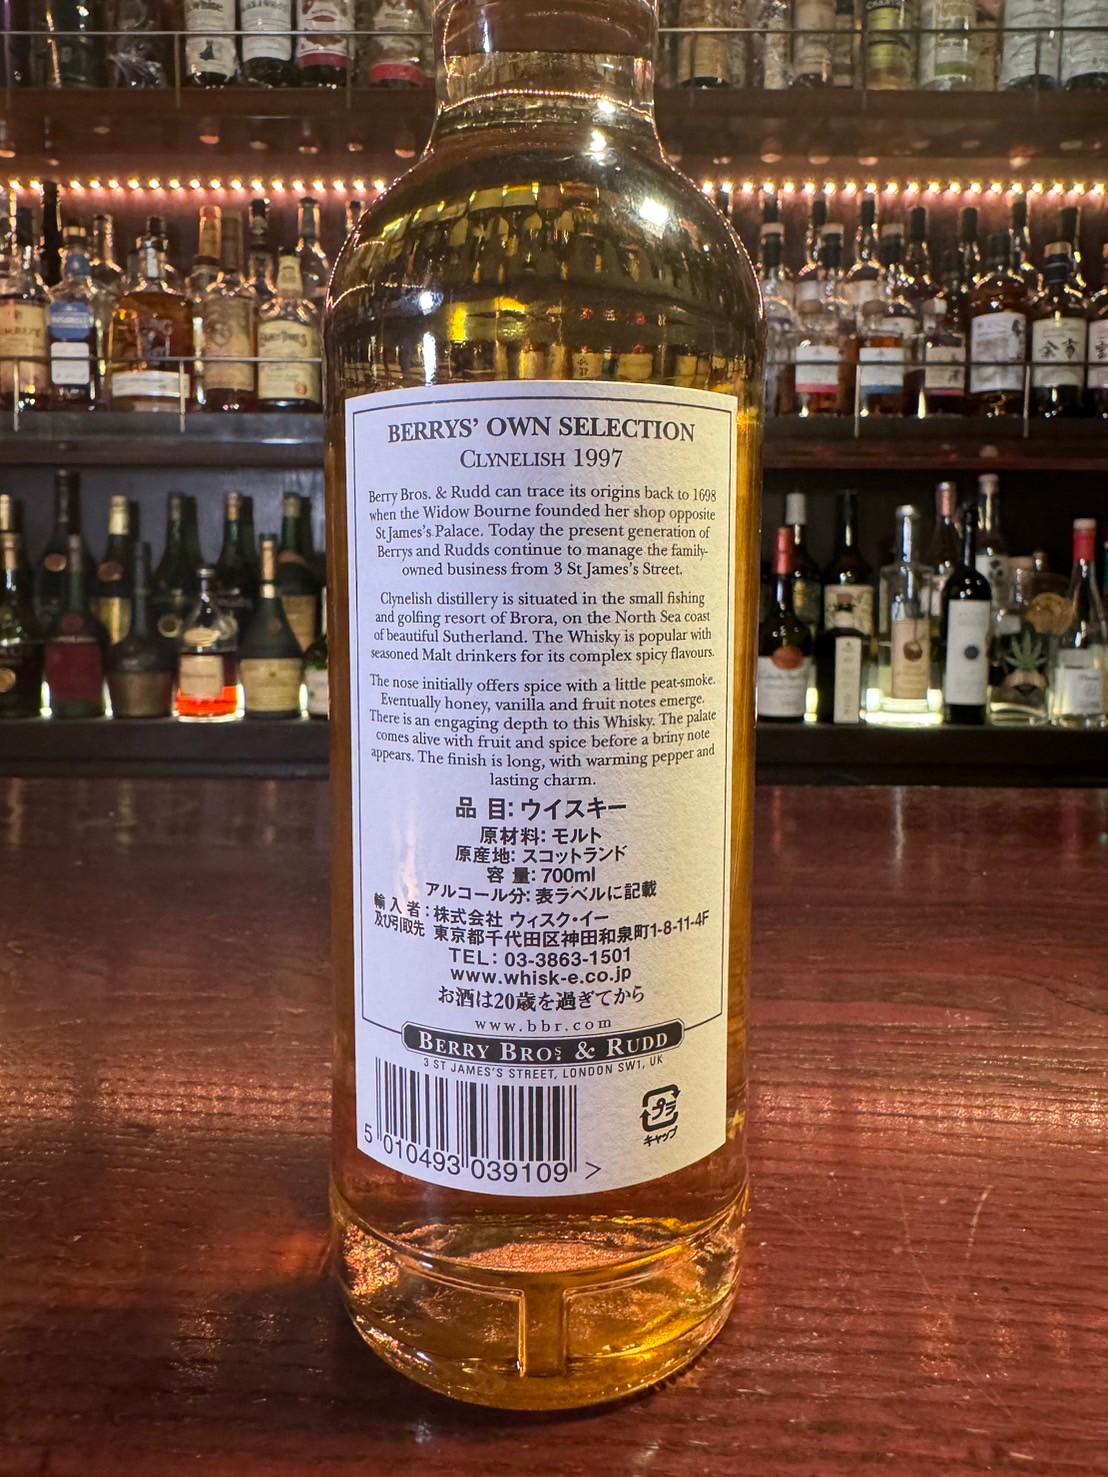 BERRYS' OWN SELECTION
CLYNELISH 1997
Berry Bros. & Rudd can trace its origins back to 1698
when the Widow Bourne founded her shop opposite
St James's Palace. Today the present generation of
Berrys and Rudds continue to manage the family-
owned business from 3 St James's Street.
Clynelish distillery is situated in the small fishing
and golfing resort of Brora, on the North Sea coast
of beautiful Sutherland. The Whisky is popular with
seasoned Malt drinkers for its complex spicy flavours.
The nose initially offers spice with a little peat-smoke.
Eventually honey, vanilla and fruit notes emerge.
There is an engaging depth to this Whisky. The palate
comes alive with fruit and spice before a briny note
appears. The finish is long, with warming pepper and
lasting charm.
品 目: ウイスキー
原材料: モルト
原産地: スコットランド
容 量: 700ml
アルコール分: 表ラベルに記載
輸入者及び引取先: 株式会社 ウィスク・イー
東京都千代田区神田和泉町1-8-11-4F
TEL: 03-3863-1501
www.whisk-e.co.jp
お酒は20歳を過ぎてから
www.bbr.com
BERRY BROS & RUDD
3 ST JAMES'S STREET, LONDON SW1, UK
プラ
キャップ
5 010493 039109 >
余市